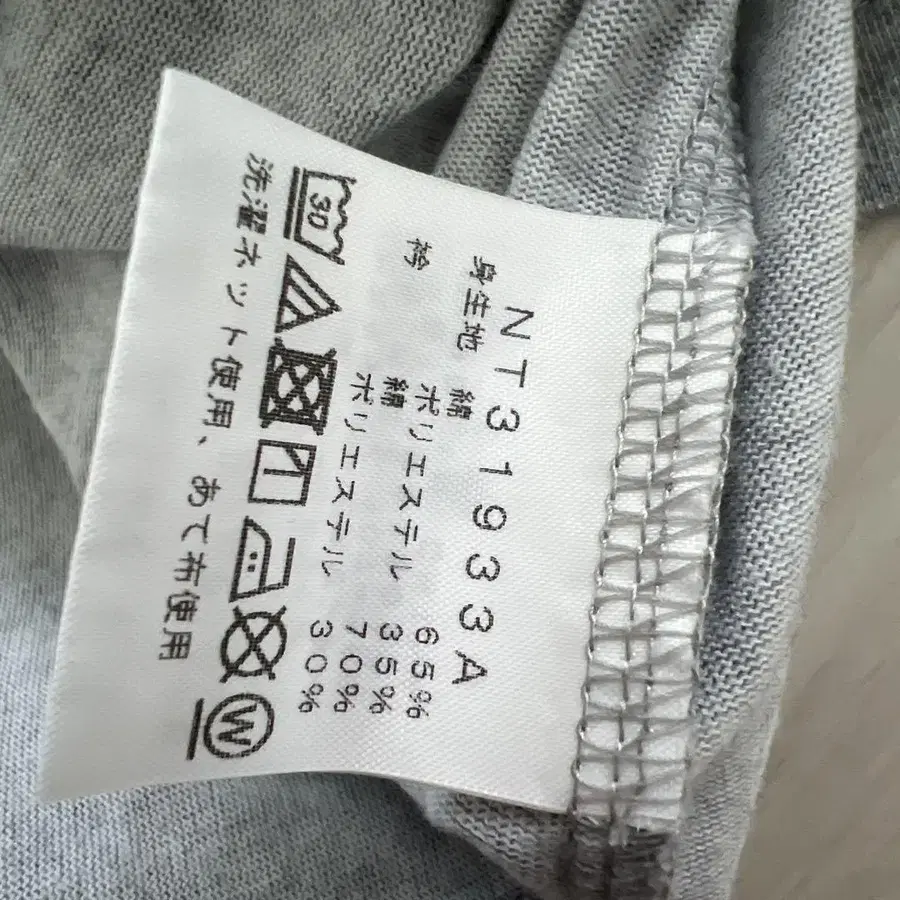 NT31933A
身生地 綿 65%
ポリエステル 35%
衿 綿 70%
ポリエステル 30%
30 W
洗濯ネット使用、あて布使用